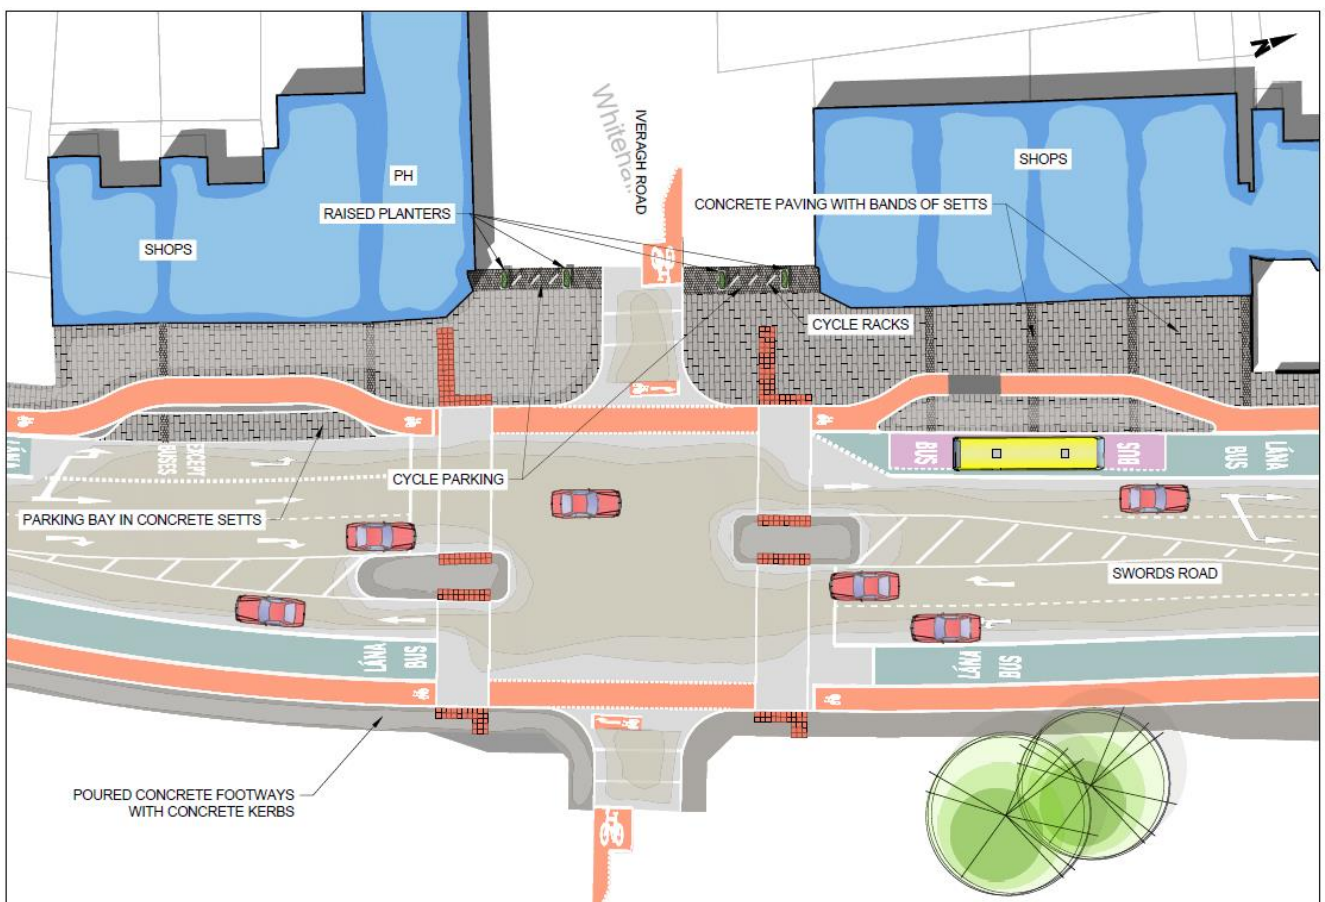 N
Whitehal
IVERAGH ROAD
PH
SHOPS
RAISED PLANTERS
CONCRETE PAVING WITH BANDS OF SETTS
SHOPS
CYCLE RACKS
LÁNA
EXCEPT
BUSES
CYCLE PARKING
BUS
BUS
BUS
LÁNA
PARKING BAY IN CONCRETE SETTS
SWORDS ROAD
LÁNA
BUS
LÁNA
BUS
POURED CONCRETE FOOTWAYS
WITH CONCRETE KERBS